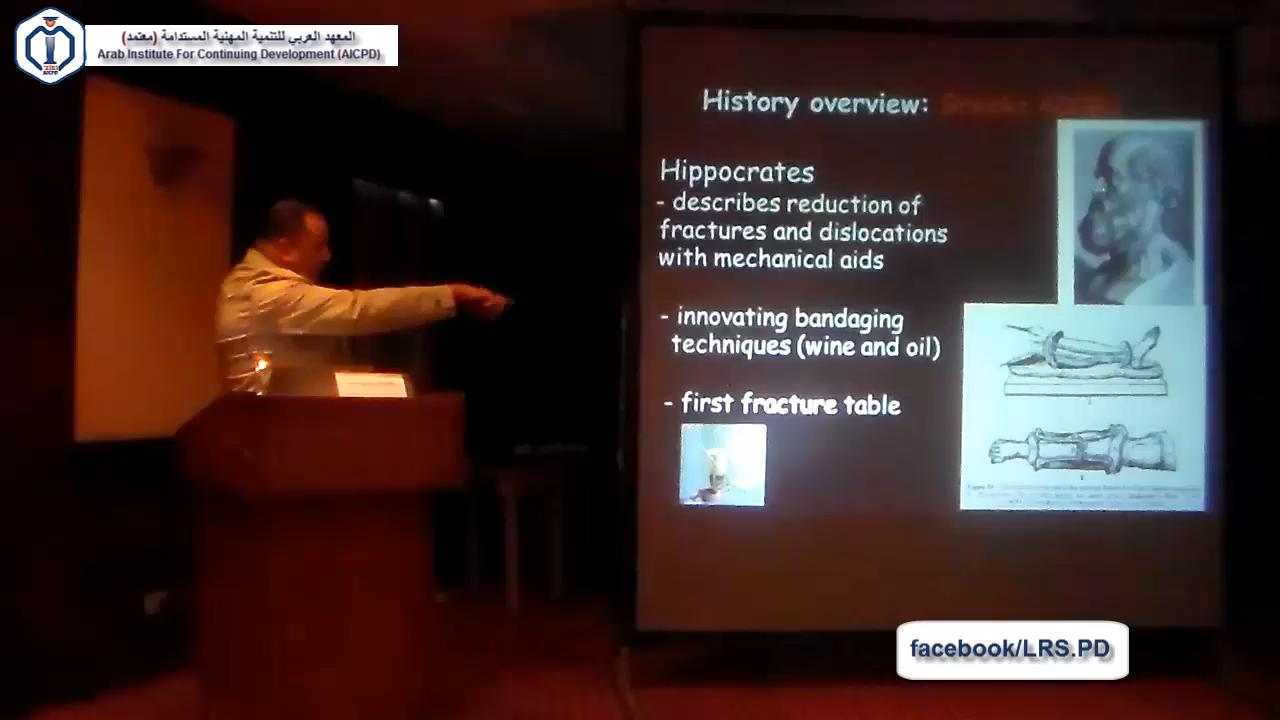 المعهد العربي للتنمية المهنية المستدامة (معتمد)
Arab Institute For Continuing Development (AICPD)
AICPD
History overview:
Hippocrates
- describes reduction of
fractures and dislocations
with mechanical aids
- innovating bandaging
techniques (wine and oil)
- first fracture table
facebook/LRS.PD